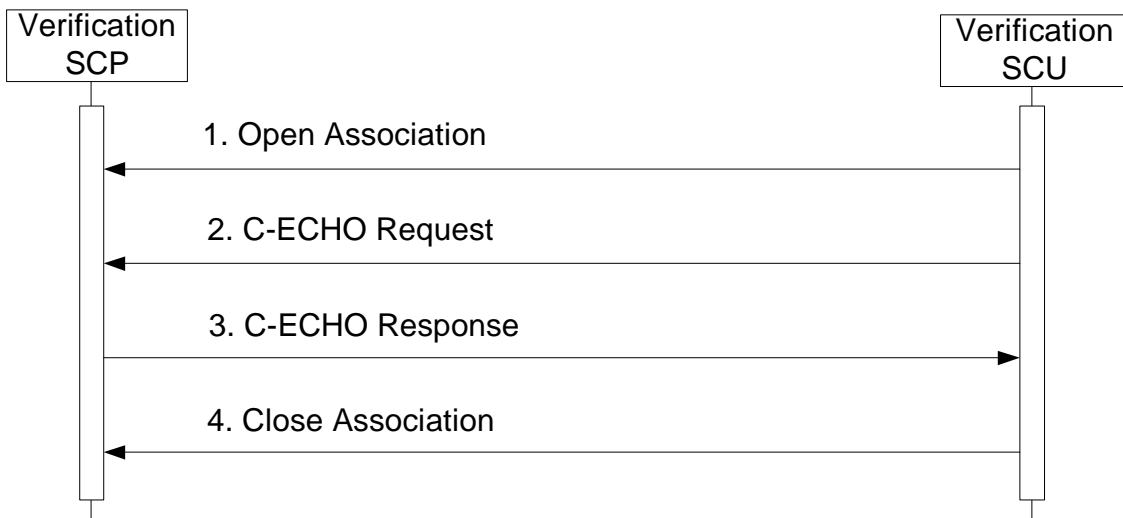 Verification
SCP
Verification
SCU
1. Open Association
2. C-ECHO Request
3. C-ECHO Response
4. Close Association